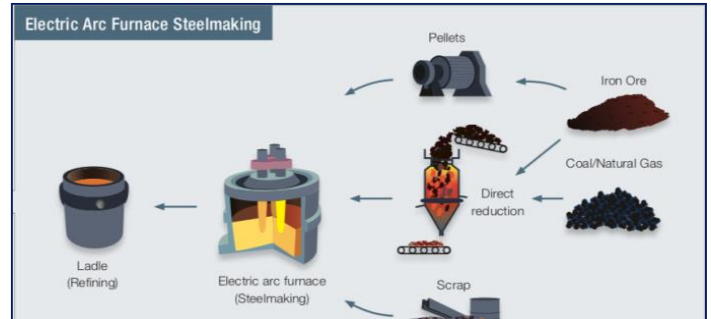 Electric Arc Furnace Steelmaking
Pellets
Iron Ore
Coal/Natural Gas
Direct
reduction
Ladle
(Refining)
Electric arc furnace
(Steelmaking)
Scrap